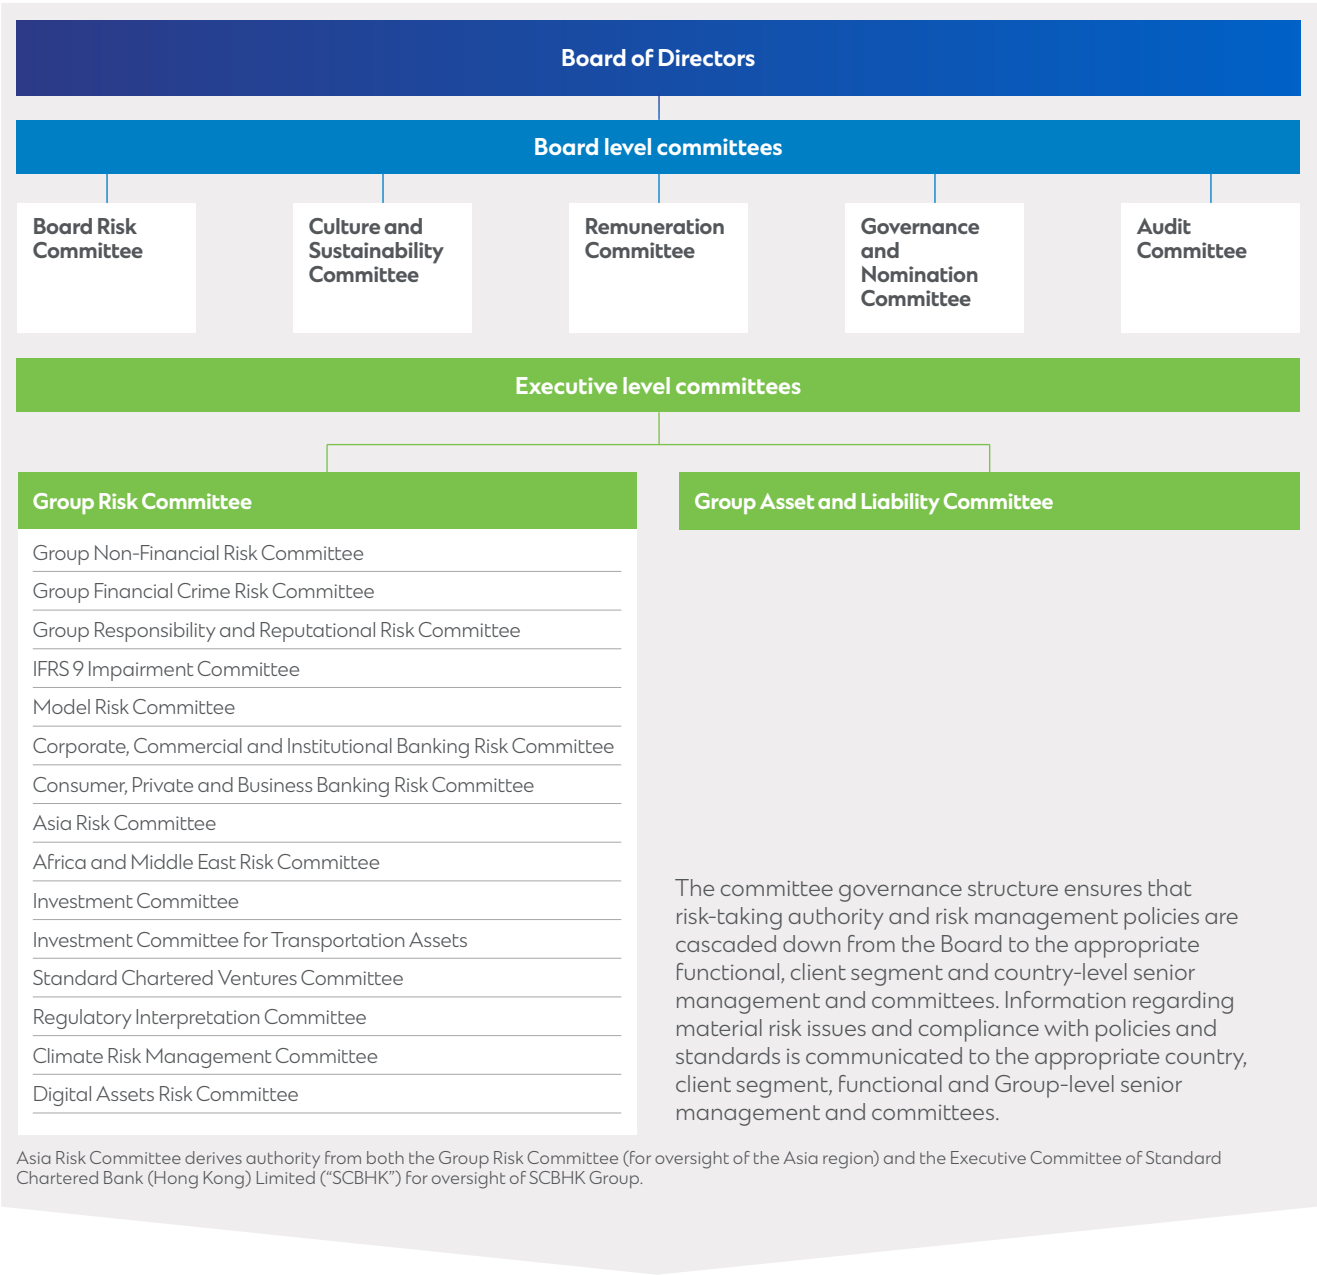 Board of Directors
Board level committees
Board Risk
Committee
Culture and
Sustainability
Committee
Remuneration
Committee
Governance
and
Nomination
Committee
Audit
Committee
Executive level committees
Group Risk Committee
Group Non-Financial Risk Committee
Group Financial Crime Risk Committee
Group Responsibility and Reputational Risk Committee
IFRS 9 Impairment Committee
Model Risk Committee
Corporate, Commercial and Institutional Banking Risk Committee
Consumer, Private and Business Banking Risk Committee
Asia Risk Committee
Africa and Middle East Risk Committee
Investment Committee
Investment Committee for Transportation Assets
Standard Chartered Ventures Committee
Regulatory Interpretation Committee
Climate Risk Management Committee
Digital Assets Risk Committee
Group Asset and Liability Committee
The committee governance structure ensures that
risk-taking authority and risk management policies are
cascaded down from the Board to the appropriate
functional, client segment and country-level senior
management and committees. Information regarding
material risk issues and compliance with policies and
standards is communicated to the appropriate country,
client segment, functional and Group-level senior
management and committees.
Asia Risk Committee derives authority from both the Group Risk Committee (for oversight of the Asia region) and the Executive Committee of Standard
Chartered Bank (Hong Kong) Limited (“SCBHK”) for oversight of SCBHK Group.